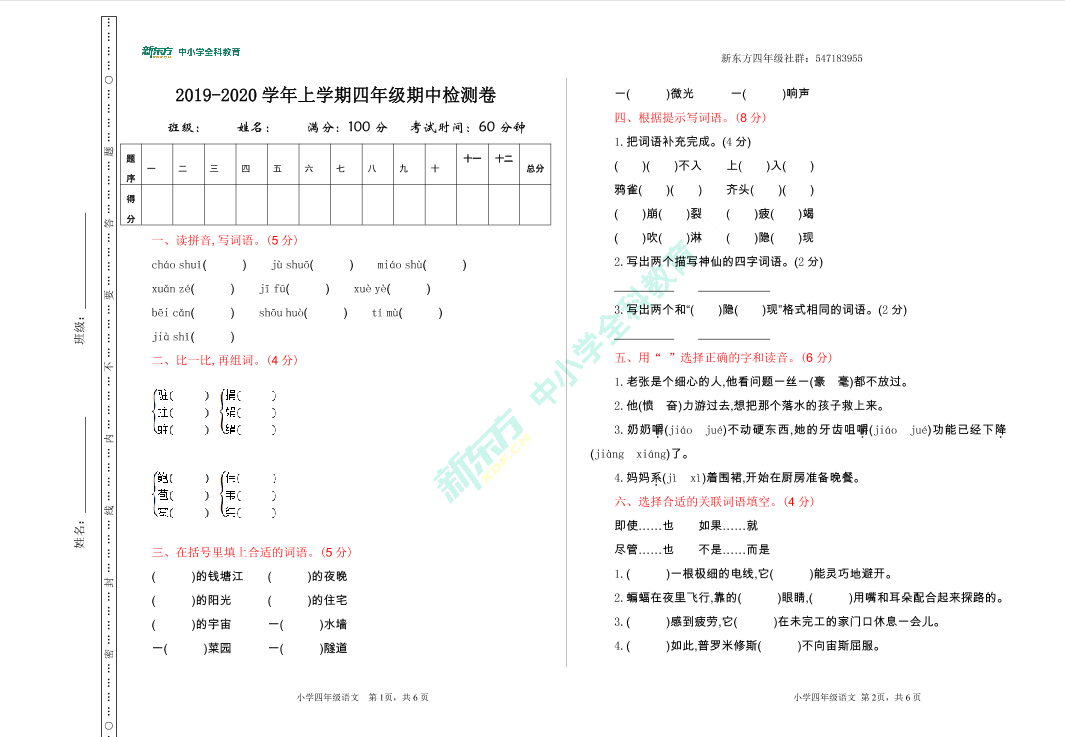 新东方 中小学全科教育
2019-2020 学年上学期四年级期中检测卷
班级： 姓名： 满分：100 分 考试时间：60 分钟
题序 一 二 三 四 五 六 七 八 九 十 十一 十二 总分
得分
一、读拼音,写词语。(5 分)
cháo shuǐ( ) jù shuō( ) miáo shù( )
xuǎn zé( ) jī fū( ) xuè yè( )
bēi cǎn( ) shōu huò( ) tí mù( )
jià shǐ( )
二、比一比,再组词。(4 分)
驻( ) 捐( )
注( ) 娟( )
蛀( ) 绢( )
鲍( ) 伟( )
苞( ) 韦( )
( ) ( )
三、在括号里填上合适的词语。(5 分)
( )的钱塘江 ( )的夜晚
( )的阳光 ( )的住宅
( )的宇宙 一( )水墙
一( )菜园 一( )隧道
小学四年级语文 第 1页，共 6 页
新东方四年级社群：547183955
一( )微光 一( )响声
四、根据提示写词语。(8 分)
1.把词语补充完成。(4 分)
( )( )不入 上( )入( )
鸦雀( )( ) 齐头( )( )
( )崩( )裂 ( )疲( )竭
( )吹( )淋 ( )隐( )现
2.写出两个描写神仙的四字词语。(2 分)
3.写出两个和“( )隐( )现”格式相同的词语。(2 分)
五、用“ ”选择正确的字和读音。(6 分)
1.老张是个细心的人,他看问题一丝一(豪 毫)都不放过。
2.他(愤 奋)力游过去,想把那个落水的孩子救上来。
3.奶奶嚼(jiáo jué)不动硬东西,她的牙齿咀嚼(jiáo jué)功能已经下降
(jiàng xiáng)了。
4.妈妈系(jì xì)着围裙,开始在厨房准备晚餐。
六、选择合适的关联词语填空。(4 分)
即使……也 如果……就
尽管……也 不是……而是
1.( )一根极细的电线,它( )能灵巧地避开。
2.蝙蝠在夜里飞行,靠的( )眼睛,( )用嘴和耳朵配合起来探路的。
3.( )感到疲劳,它( )在未完工的家门口休息一会儿。
4.( )如此,普罗米修斯( )不向宙斯屈服。
小学四年级语文 第 2页，共 6 页
班级：
姓名：
密 封 线 内 不 要 答 题
新东方 中小学全科教育
XDF.CN